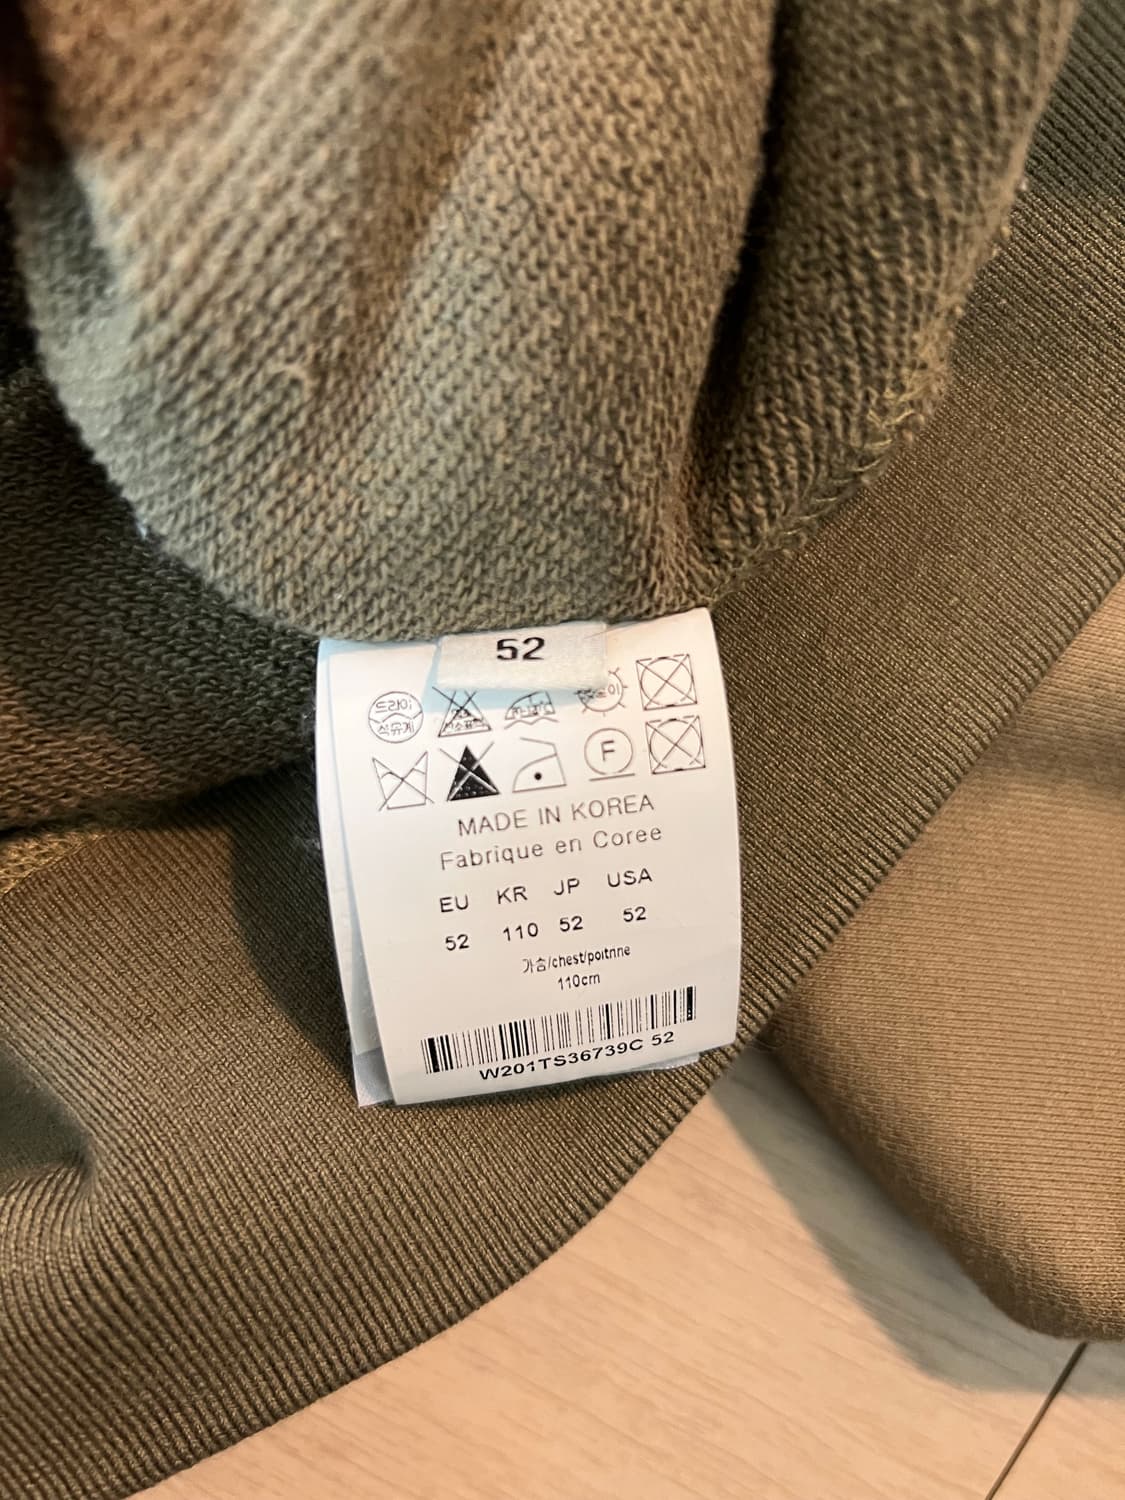 52
드라이
석유계
F
MADE IN KOREA
Fabrique en Coree
EU KR JP USA
52 110 52 52
가슴/chest/poitrine
110cm
W201TS36739C 52